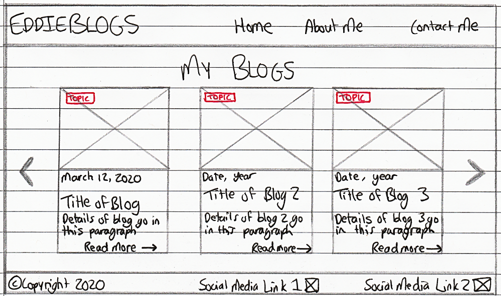 EDDIEBLOGS Home About Me Contact Me
My BLOGS
TOPIC TOPIC TOPIC
March 12, 2020
Title of Blog
Details of blog go in
this paragraph
Read more →
Date, year
Title of Blog 2
Details of blog 2 go
in this paragraph
Read more →
Date, year
Title of Blog 3
Details of blog 3 go
in this paragraph
Read more →
©Copyright 2020 Social Media Link 1 Social Media Link 2